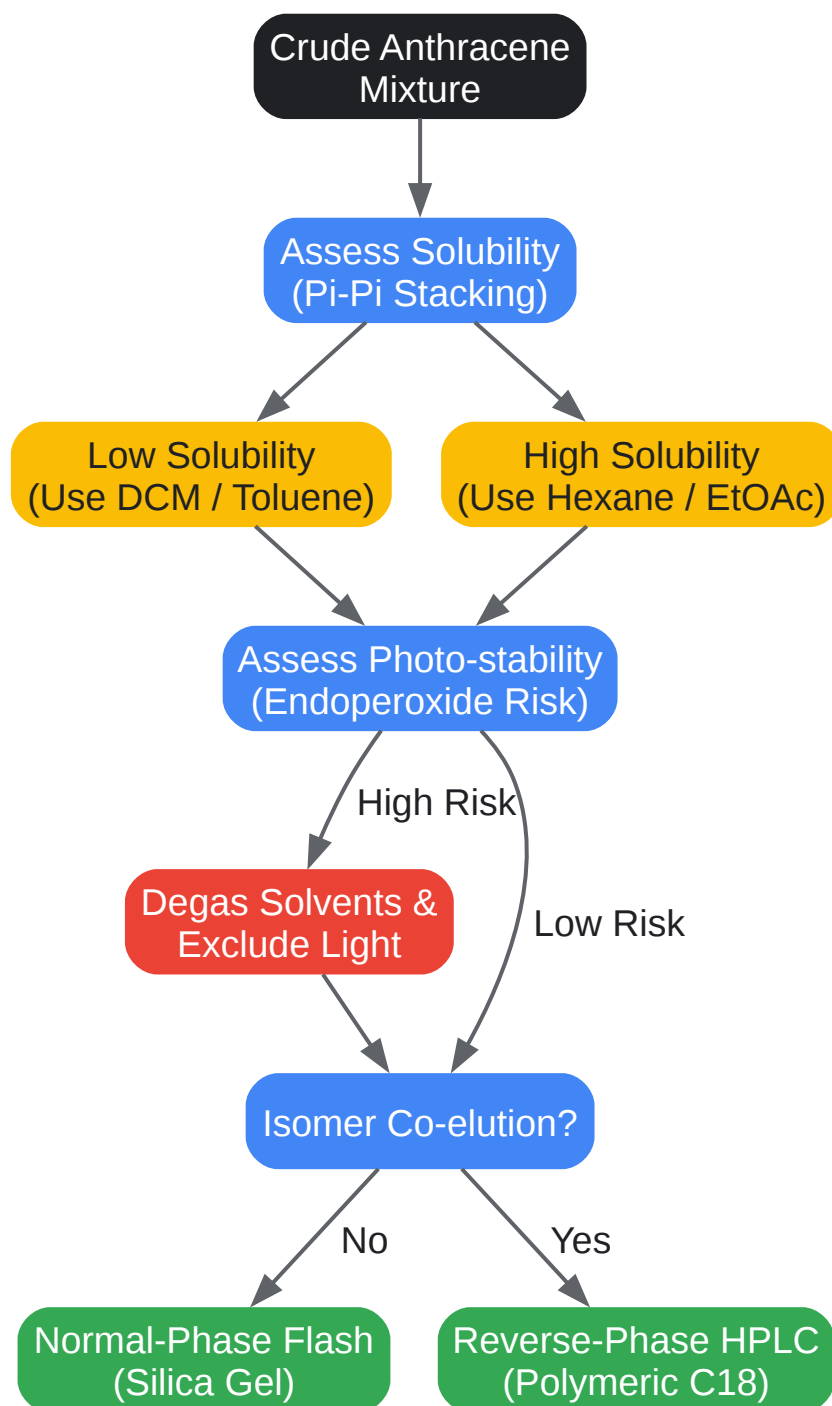 Crude Anthracene
Mixture
Assess Solubility
(Pi-Pi Stacking)
Low Solubility
(Use DCM / Toluene)
High Solubility
(Use Hexane / EtOAc)
Assess Photo-stability
(Endoperoxide Risk)
High Risk
Degas Solvents &
Exclude Light
Low Risk
Isomer Co-elution?
No
Yes
Normal-Phase Flash
(Silica Gel)
Reverse-Phase HPLC
(Polymeric C18)